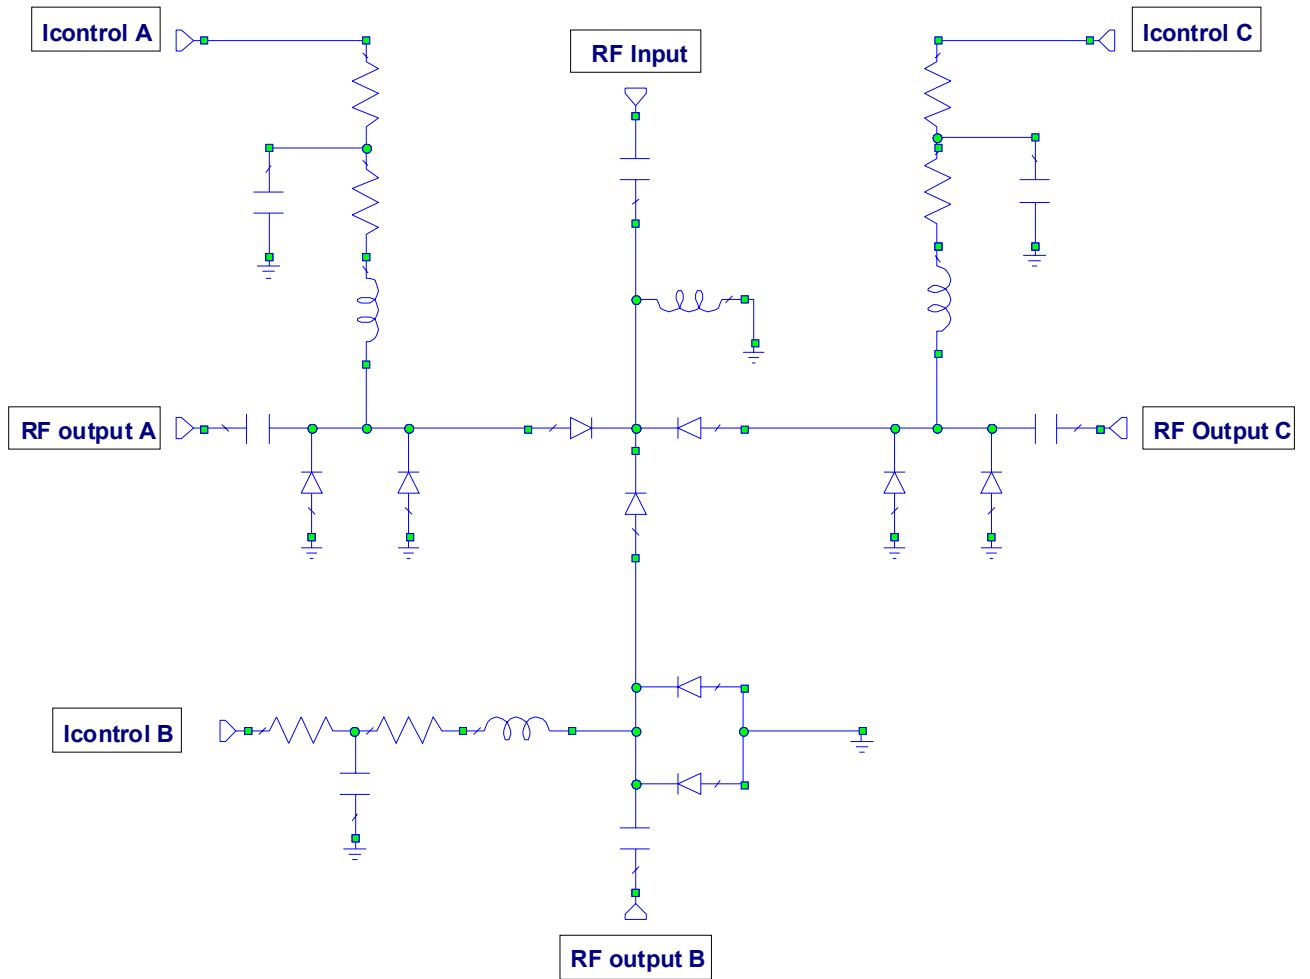 Icontrol A
RF Input
Icontrol C
RF output A
RF Output C
Icontrol B
RF output B